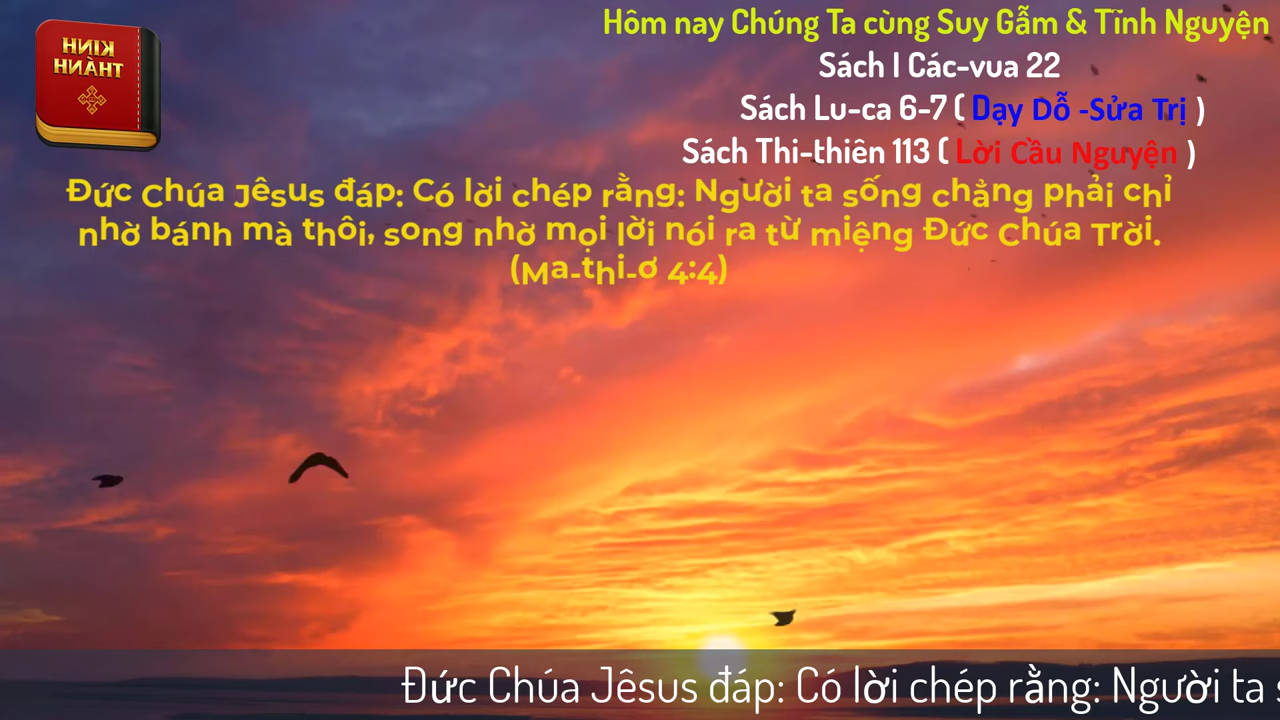 KINH
THÀNH
Hôm nay Chúng Ta cùng Suy Gẫm & Tĩnh Nguyện
Sách I Các-vua 22
Sách Lu-ca 6-7 ( Dạy Dỗ -Sửa Trị )
Sách Thi-thiên 113 ( Lời Cầu Nguyện )
Đức Chúa Jêsus đáp: Có lời chép rằng: Người ta sống chẳng phải chỉ
nhờ bánh mà thôi, song nhờ mọi lời nói ra từ miệng Đức Chúa Trời.
(Ma-thi-ơ 4:4)
Đức Chúa Jêsus đáp: Có lời chép rằng: Người ta